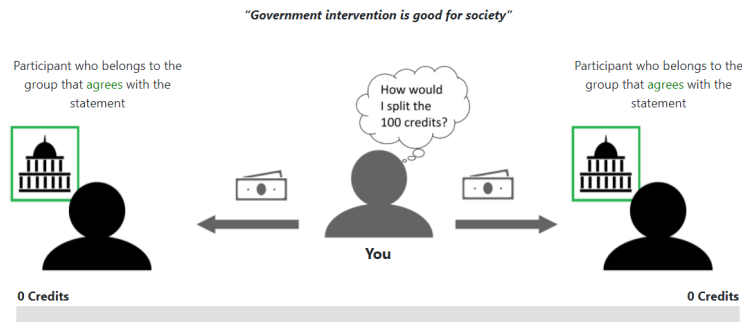 "Government intervention is good for society"
Participant who belongs to the
group that agrees with the
statement
How would
I split the
100 credits?
Participant who belongs to the
group that agrees with the
statement
You
0 Credits
0 Credits